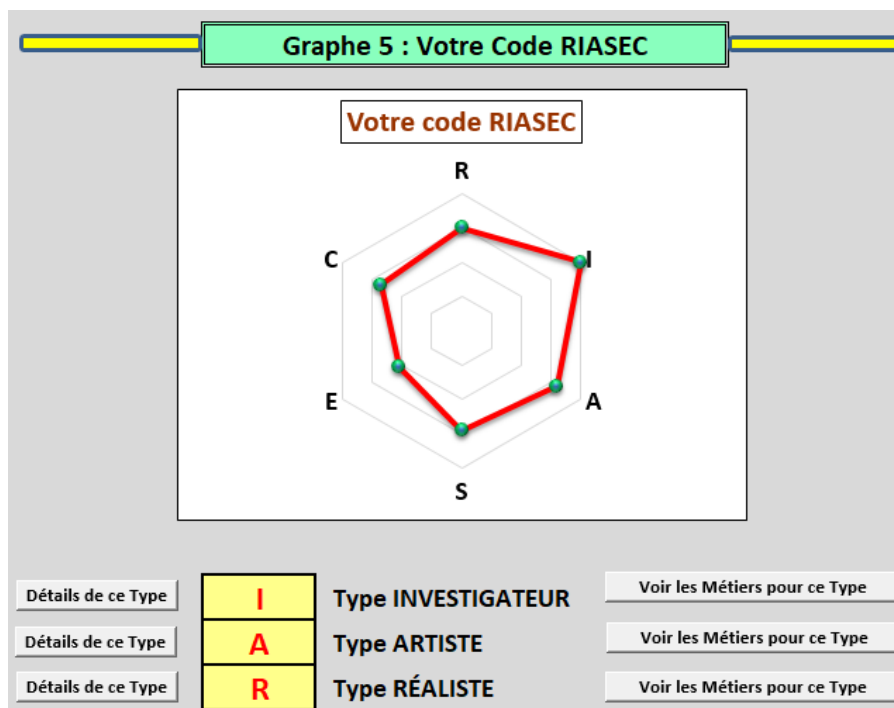 Graphe 5 : Votre Code RIASEC
Votre code RIASEC
R
C
I
E
A
S
Détails de ce Type
I
Type INVESTIGATEUR
Voir les Métiers pour ce Type
Détails de ce Type
A
Type ARTISTE
Voir les Métiers pour ce Type
Détails de ce Type
R
Type RÉALISTE
Voir les Métiers pour ce Type